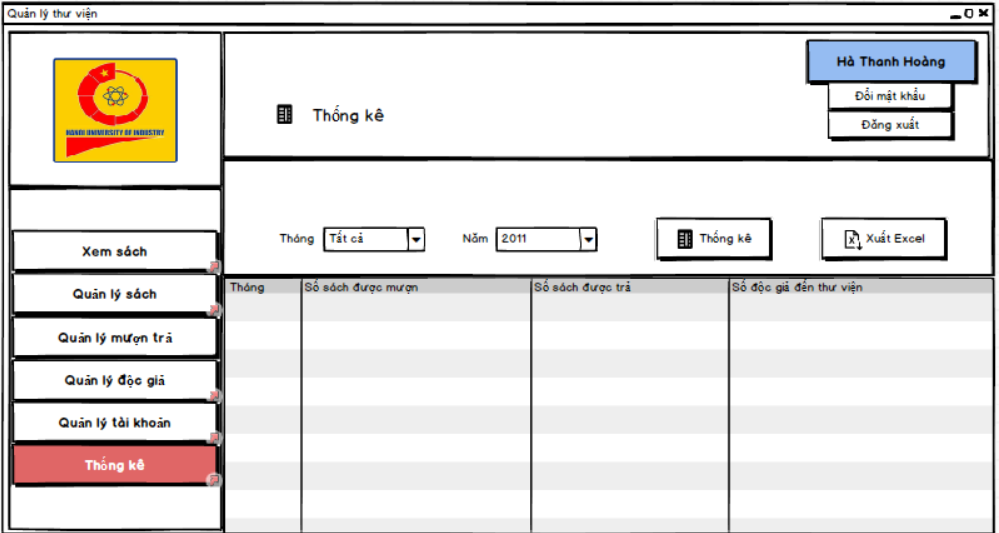 Quản lý thư viện
HANOI UNIVERSITY OF INDUSTRY
Thống kê
Hà Thanh Hoàng
Đổi mật khẩu
Đăng xuất
Xem sách
Quản lý sách
Quản lý mượn trả
Quản lý độc giả
Quản lý tài khoản
Thống kê
Tháng Tất cả Năm 2011 Thống kê Xuất Excel
Tháng Số sách được mượn Số sách được trả Số độc giả đến thư viện